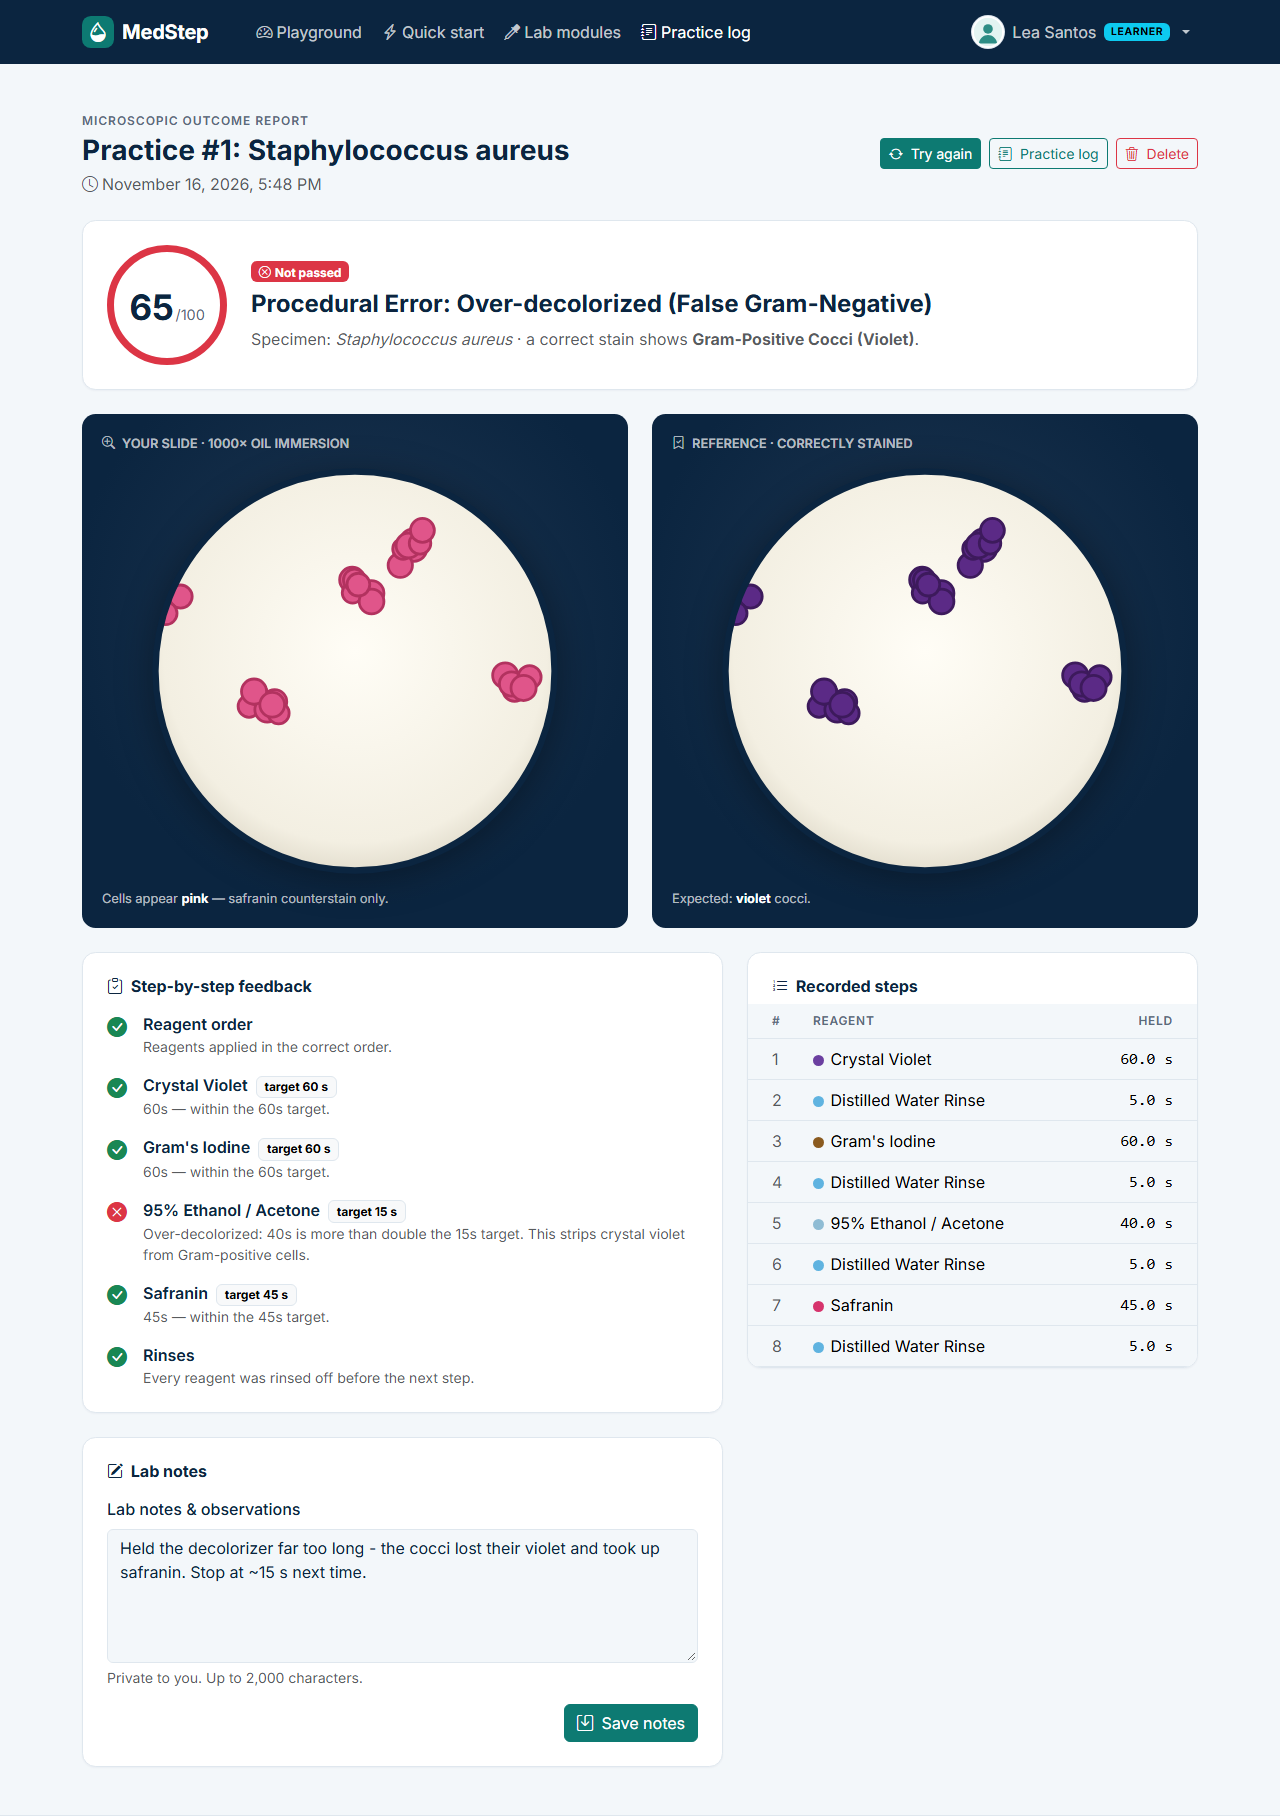 MedStep
Playground
Quick start
Lab modules
Practice log
Lea Santos
LEARNER
MICROSCOPIC OUTCOME REPORT
Practice #1: Staphylococcus aureus
November 16, 2026, 5:48 PM
Try again
Practice log
Delete
65/100
Not passed
Procedural Error: Over-decolorized (False Gram-Negative)
Specimen: Staphylococcus aureus · a correct stain shows Gram-Positive Cocci (Violet).
YOUR SLIDE · 1000× OIL IMMERSION
Cells appear pink — safranin counterstain only.
REFERENCE · CORRECTLY STAINED
Expected: violet cocci.
Step-by-step feedback
Reagent order
Reagents applied in the correct order.
Crystal Violet target 60 s
60s — within the 60s target.
Gram's Iodine target 60 s
60s — within the 60s target.
95% Ethanol / Acetone target 15 s
Over-decolorized: 40s is more than double the 15s target. This strips crystal violet
from Gram-positive cells.
Safranin target 45 s
45s — within the 45s target.
Rinses
Every reagent was rinsed off before the next step.
Recorded steps
# REAGENT HELD
1 Crystal Violet 60.0 s
2 Distilled Water Rinse 5.0 s
3 Gram's Iodine 60.0 s
4 Distilled Water Rinse 5.0 s
5 95% Ethanol / Acetone 40.0 s
6 Distilled Water Rinse 5.0 s
7 Safranin 45.0 s
8 Distilled Water Rinse 5.0 s
Lab notes
Lab notes & observations
Held the decolorizer far too long - the cocci lost their violet and took up
safranin. Stop at ~15 s next time.
Private to you. Up to 2,000 characters.
Save notes